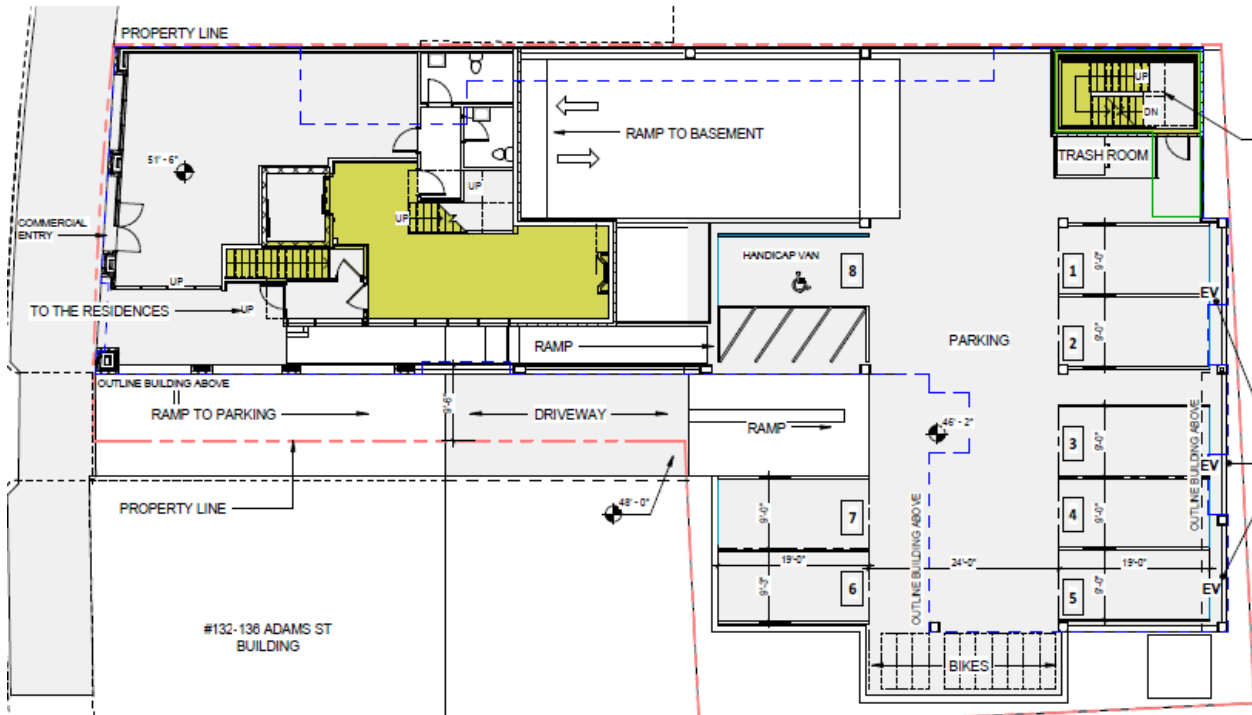 PROPERTY LINE
UP
DN
RAMP TO BASEMENT
TRASH ROOM
51' - 6"
UP
UP
COMMERCIAL
ENTRY
HANDICAP VAN
8
1
9'-0"
UP
EV
TO THE RESIDENCES
UP
PARKING
2
9'-0"
RAMP
OUTLINE BUILDING ABOVE
RAMP TO PARKING
9'-6"
DRIVEWAY
RAMP
46' - 2"
3
9'-0"
OUTLINE BUILDING ABOVE
EV
PROPERTY LINE
48' - 0"
9'-0"
7
4
9'-0"
19'-0"
24'-0"
19'-0"
9'-3"
6
OUTLINE BUILDING ABOVE
5
9'-0"
EV
#132-136 ADAMS ST
BUILDING
BIKES